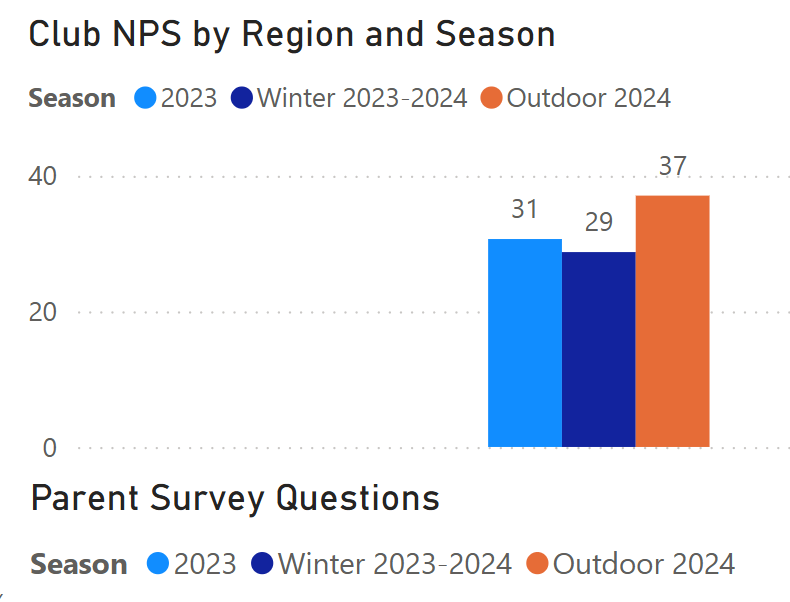 Club NPS by Region and Season
Season 2023 Winter 2023-2024 Outdoor 2024
40
37
31
29
20
0
Parent Survey Questions
Season 2023 Winter 2023-2024 Outdoor 2024